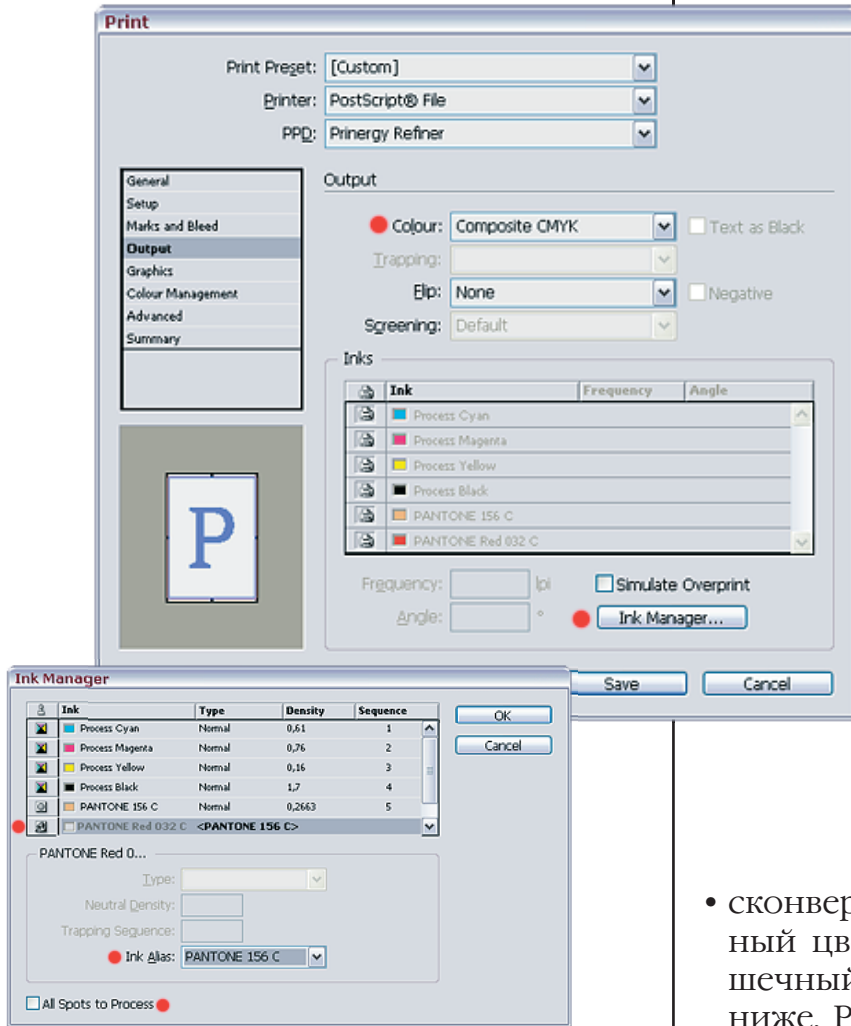 Print
Print Preset: [Custom]
Printer: PostScript® File
PPD: Prinergy Refiner
General
Setup
Marks and Bleed
Output
Graphics
Colour Management
Advanced
Summary
Output
Colour: Composite CMYK Text as Black
Trapping:
Flip: None Negative
Screening: Default
Inks
Ink Frequency Angle
Process Cyan
Process Magenta
Process Yellow
Process Black
PANTONE 156 C
PANTONE Red 032 C
Frequency: lpi Simulate Overprint
Angle: ° Ink Manager...
P
Save Cancel
Ink Manager
Ink Type Density Sequence
Process Cyan Normal 0,61 1
Process Magenta Normal 0,76 2
Process Yellow Normal 0,16 3
Process Black Normal 1,7 4
PANTONE 156 C Normal 0,2663 5
PANTONE Red 032 C <PANTONE 156 C>
OK
Cancel
PANTONE Red 0...
Type:
Neutral Density:
Trapping Sequence:
Ink Alias: PANTONE 156 C
All Spots to Process
• сконвер
ный цв
шечный
ниже. Р